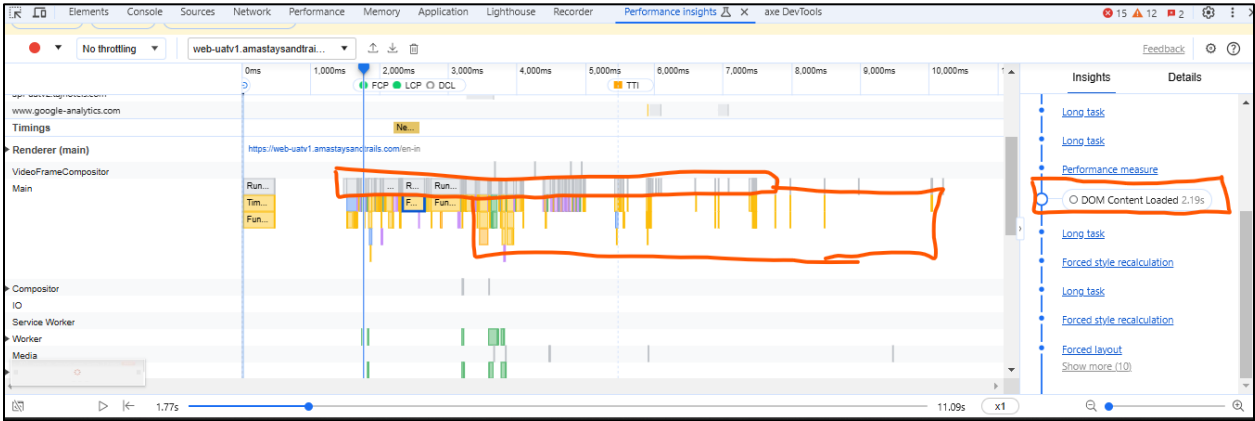 Elements Console Sources Network Performance Memory Application Lighthouse Recorder Performance insights axe DevTools 15 12 2
No throttling web-uatv1.amastaysandtrai...
Feedback
0ms 1,000ms 2,000ms 3,000ms 4,000ms 5,000ms 6,000ms 7,000ms 8,000ms 9,000ms 10,000ms
FCP LCP DCL TTI
www.google-analytics.com
Timings Ne...
Renderer (main) https://web-uatv1.amastaysandtrails.com/en-in
VideoFrameCompositor
Main Run... ... R... Run...
Tim... F... Fun...
Fun...
Compositor
IO
Service Worker
Worker
Media
1.77s 11.09s x1
Insights Details
Long task
Long task
Performance measure
DOM Content Loaded 2.19s
Long task
Forced style recalculation
Long task
Forced style recalculation
Forced layout
Show more (10)